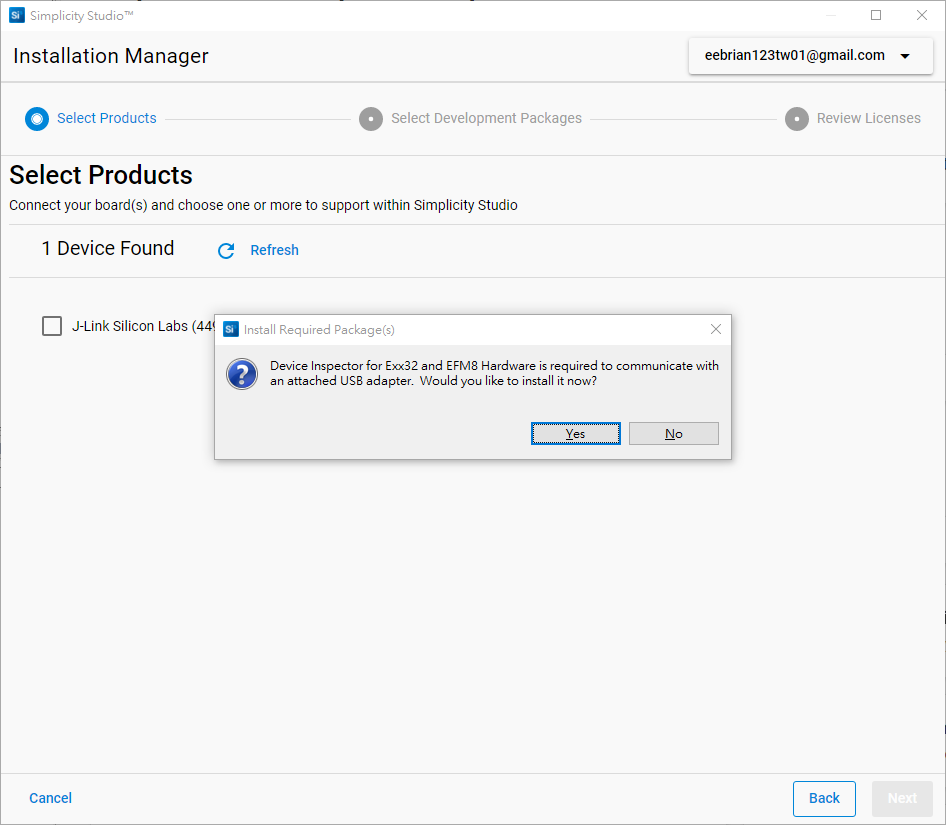 Si Simplicity Studio™
Installation Manager
eebrian123tw01@gmail.com
Select Products
Select Development Packages
Review Licenses
Select Products
Connect your board(s) and choose one or more to support within Simplicity Studio
1 Device Found
Refresh
J-Link Silicon Labs (449
Si Install Required Package(s)
Device Inspector for Exx32 and EFM8 Hardware is required to communicate with
an attached USB adapter. Would you like to install it now?
Yes
No
Cancel
Back
Next